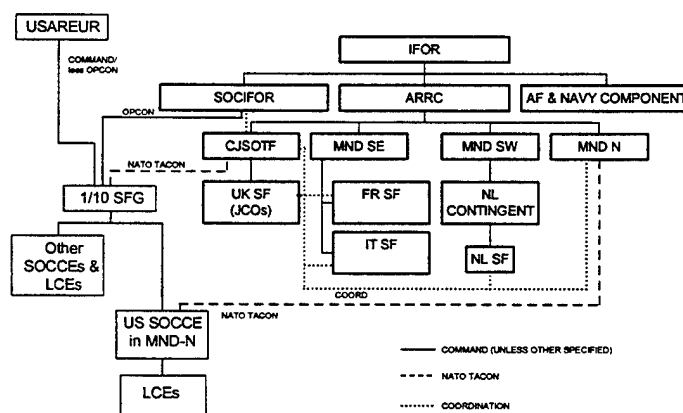 USAREUR
IFOR
COMMAND/
less OPCON
SOCIFOR
ARRC
AF & NAVY COMPONENT
OPCON
CJSOTF
MND SE
MND SW
MND N
NATO TACON
1/10 SFG
UK SF
(JCOs)
FR SF
NL
CONTINGENT
Other
SOCCEs &
LCEs
IT SF
NL SF
COORD
US SOCCE
in MND-N
NATO TACON
LCEs
COMMAND (UNLESS OTHER SPECIFIED)
NATO TACON
COORDINATION